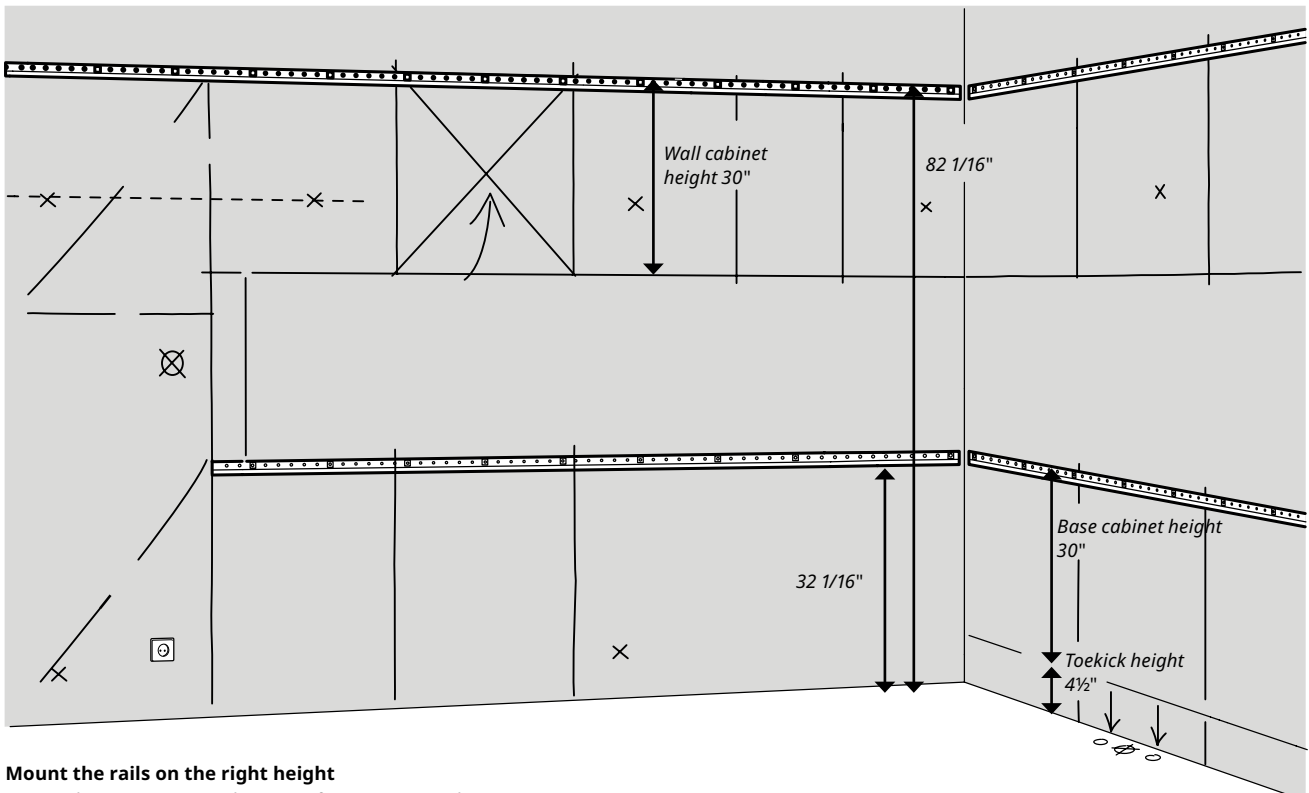 Wall cabinet
height 30"
82 1/16"
32 1/16"
Base cabinet height
30"
Toekick height
4½"
Mount the rails on the right height